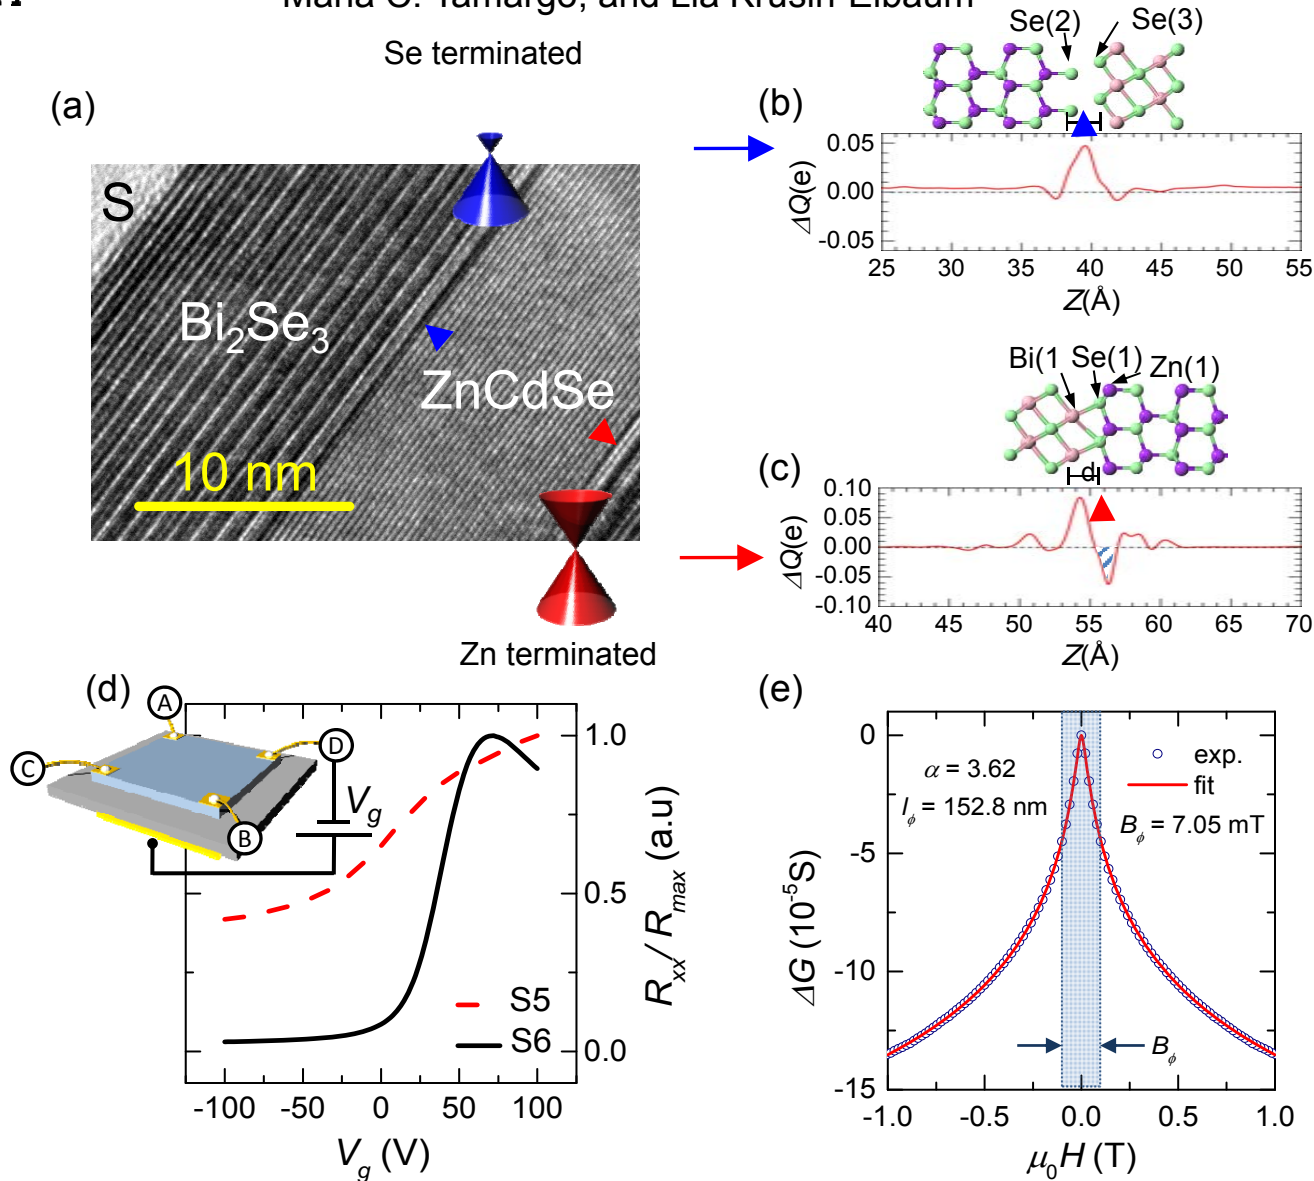 Maria C. Tamargo, and Lia Krusin-Elbaum
Se terminated
(a)
S
Bi2Se3
ZnCdSe
10 nm
Zn terminated
(b)
Se(2) Se(3)
ΔQ(e)
0.05
0.00
-0.05
25 30 35 40 45 50 55
Z(Å)
(c)
Bi(1 Se(1) Zn(1)
d
ΔQ(e)
0.10
0.05
0.00
-0.05
-0.10
40 45 50 55 60 65 70
Z(Å)
(d)
A
C
D
B
Vg
1.0
0.5
0.0
Rxx/ Rmax (a.u)
S5
S6
-100 -50 0 50 100
Vg (V)
(e)
α = 3.62
lϕ = 152.8 nm
exp.
fit
Bϕ = 7.05 mT
Bϕ
ΔG (10-5S)
0
-5
-10
-15
-1.0 -0.5 0.0 0.5 1.0
μ0H (T)